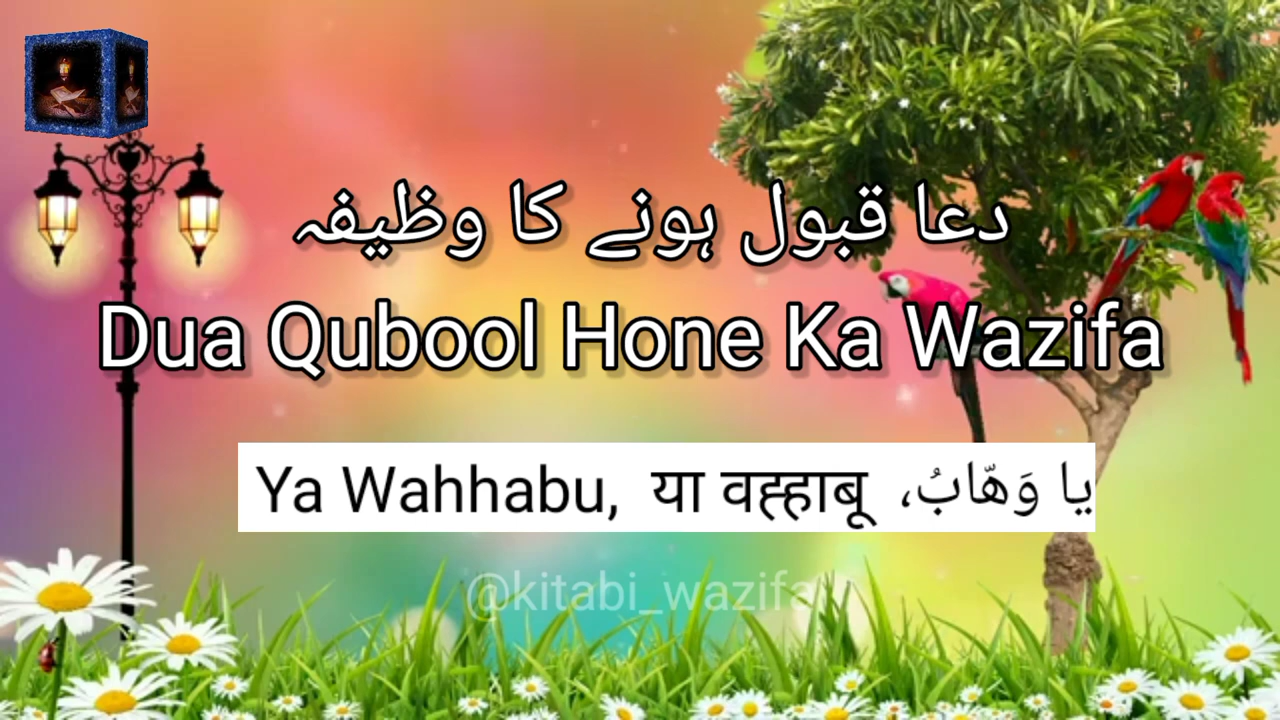 دعا قبول ہونے کا وظیفہ
Dua Qubool Hone Ka Wazifa
Ya Wahhabu, या वह्हाबू ،يا وَهّابُ
@kitabi_wazifa